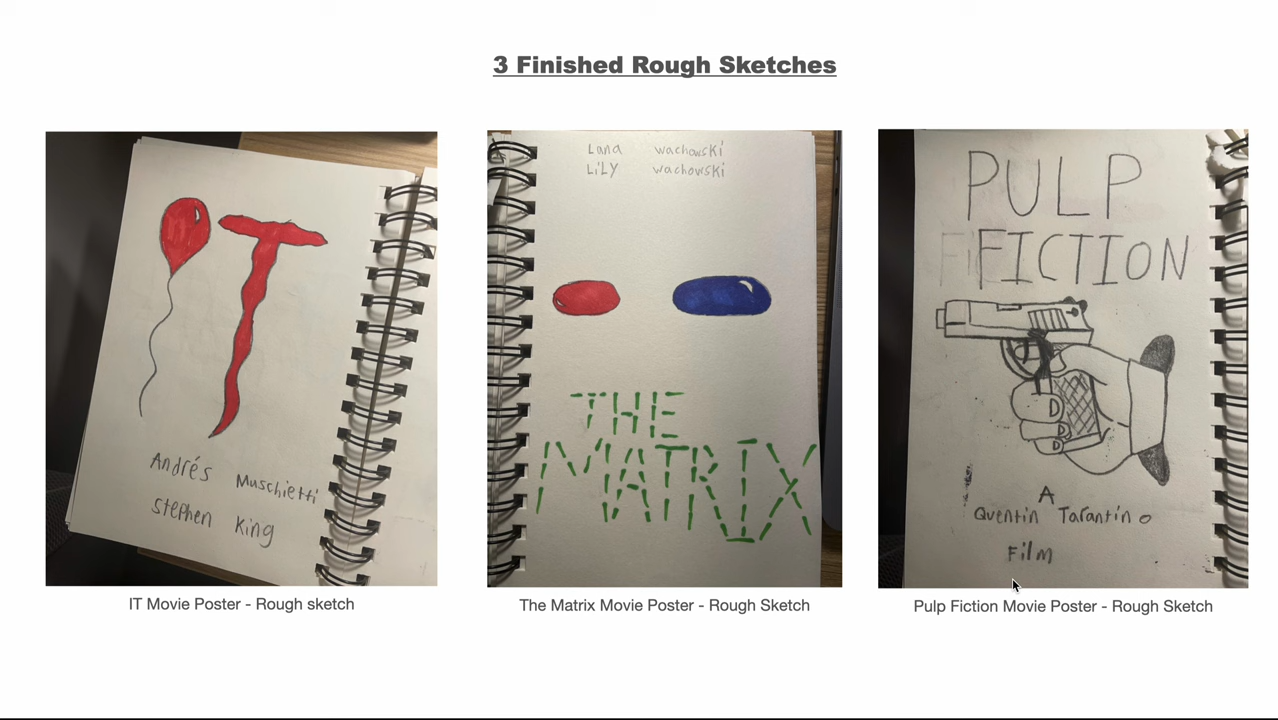 3 Finished Rough Sketches
IT
Andrés Muschietti
Stephen King
IT Movie Poster - Rough sketch
Lana Wachowski
LiLY Wachowski
THE
MATRIX
The Matrix Movie Poster - Rough Sketch
PULP
FICTION
A
Quentin Tarantino
Film
Pulp Fiction Movie Poster - Rough Sketch